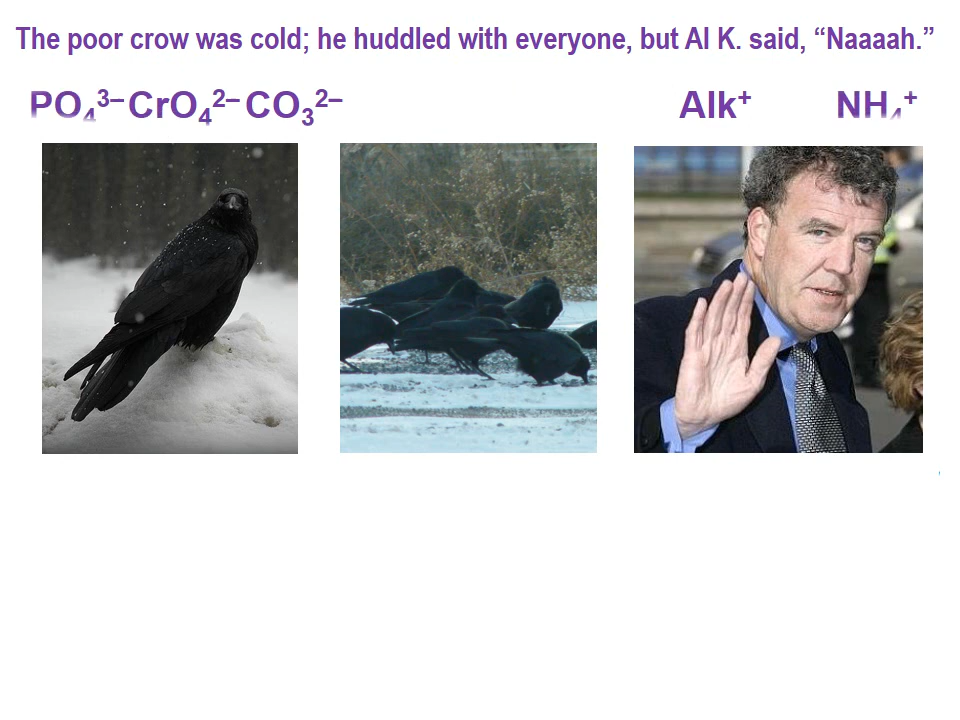 The poor crow was cold; he huddled with everyone, but Al K. said, “Naaaah.”
PO₄³⁻ CrO₄²⁻ CO₃²⁻ Alk⁺ NH₄⁺